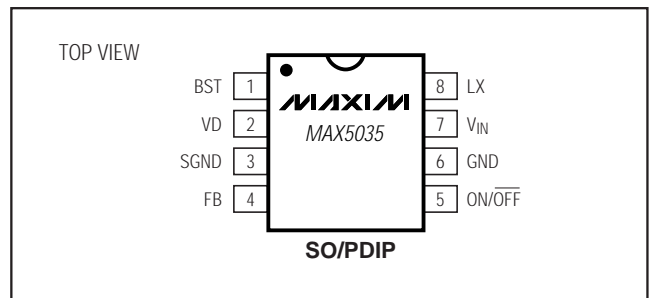 TOP VIEW
BST 1
VD 2
SGND 3
FB 4
MAXIM
MAX5035
8 LX
7 VIN
6 GND
5 ON/OFF
SO/PDIP